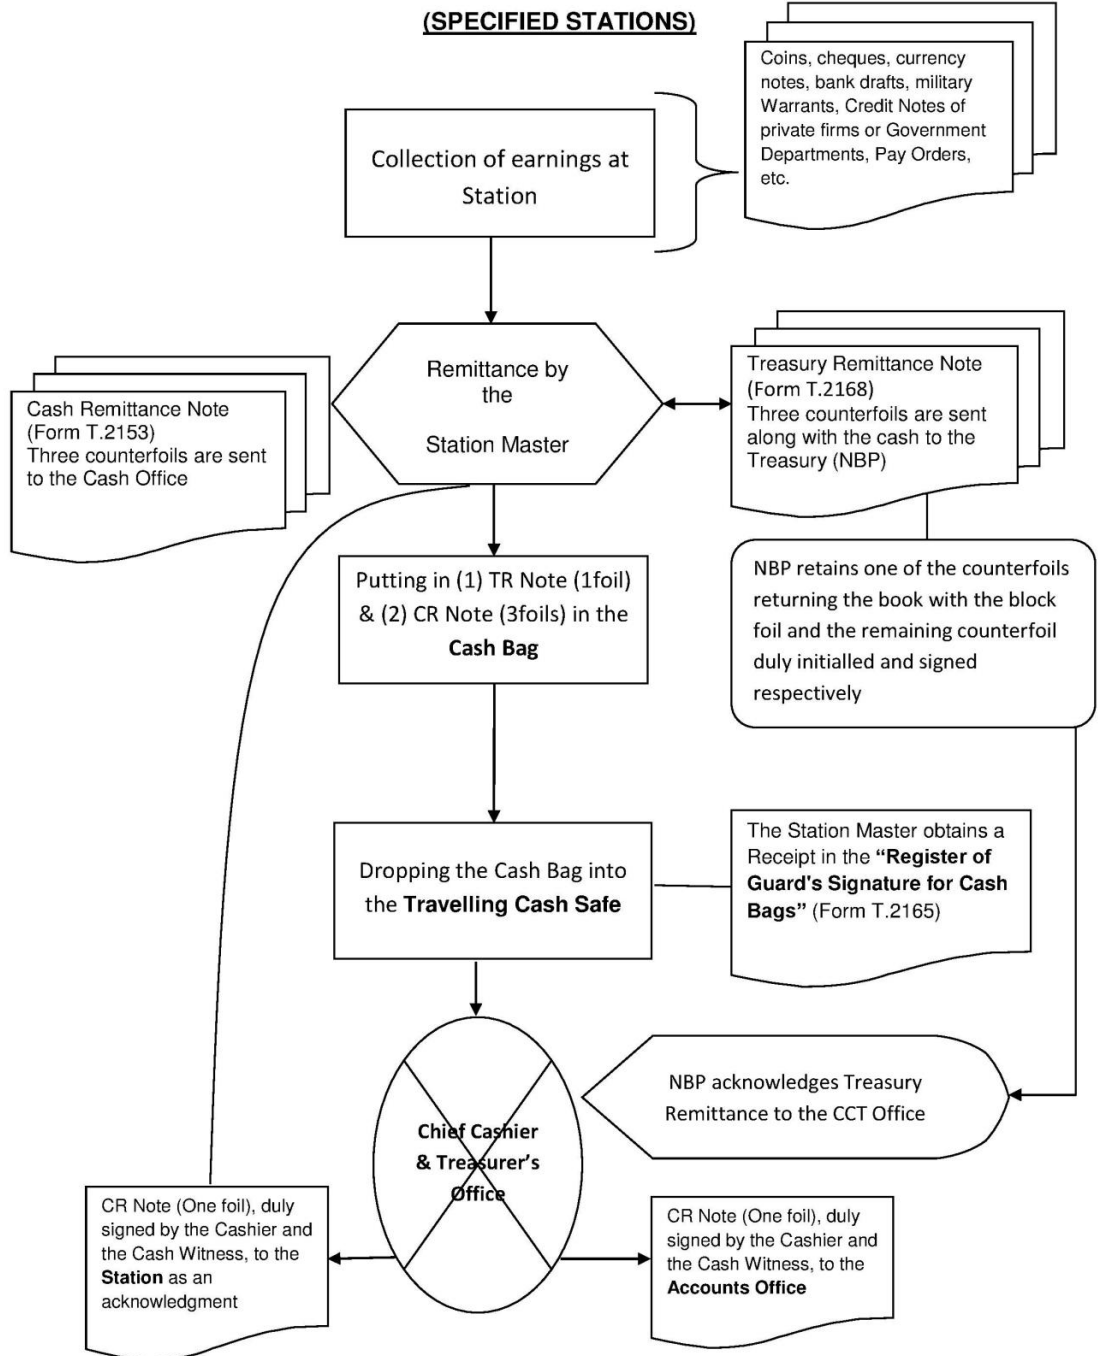 (SPECIFIED STATIONS)
Coins, cheques, currency
notes, bank drafts, military
Warrants, Credit Notes of
private firms or Government
Departments, Pay Orders,
etc.
Collection of earnings at
Station
Remittance by
the
Station Master
Cash Remittance Note
(Form T.2153)
Three counterfoils are sent
to the Cash Office
Treasury Remittance Note
(Form T.2168)
Three counterfoils are sent
along with the cash to the
Treasury (NBP)
Putting in (1) TR Note (1foil)
& (2) CR Note (3foils) in the
Cash Bag
NBP retains one of the counterfoils
returning the book with the block
foil and the remaining counterfoil
duly initialled and signed
respectively
Dropping the Cash Bag into
the Travelling Cash Safe
The Station Master obtains a
Receipt in the “Register of
Guard's Signature for Cash
Bags” (Form T.2165)
NBP acknowledges Treasury
Remittance to the CCT Office
Chief Cashier
& Treasurer’s
Office
CR Note (One foil), duly
signed by the Cashier and
the Cash Witness, to the
Station as an
acknowledgment
CR Note (One foil), duly
signed by the Cashier and
the Cash Witness, to the
Accounts Office